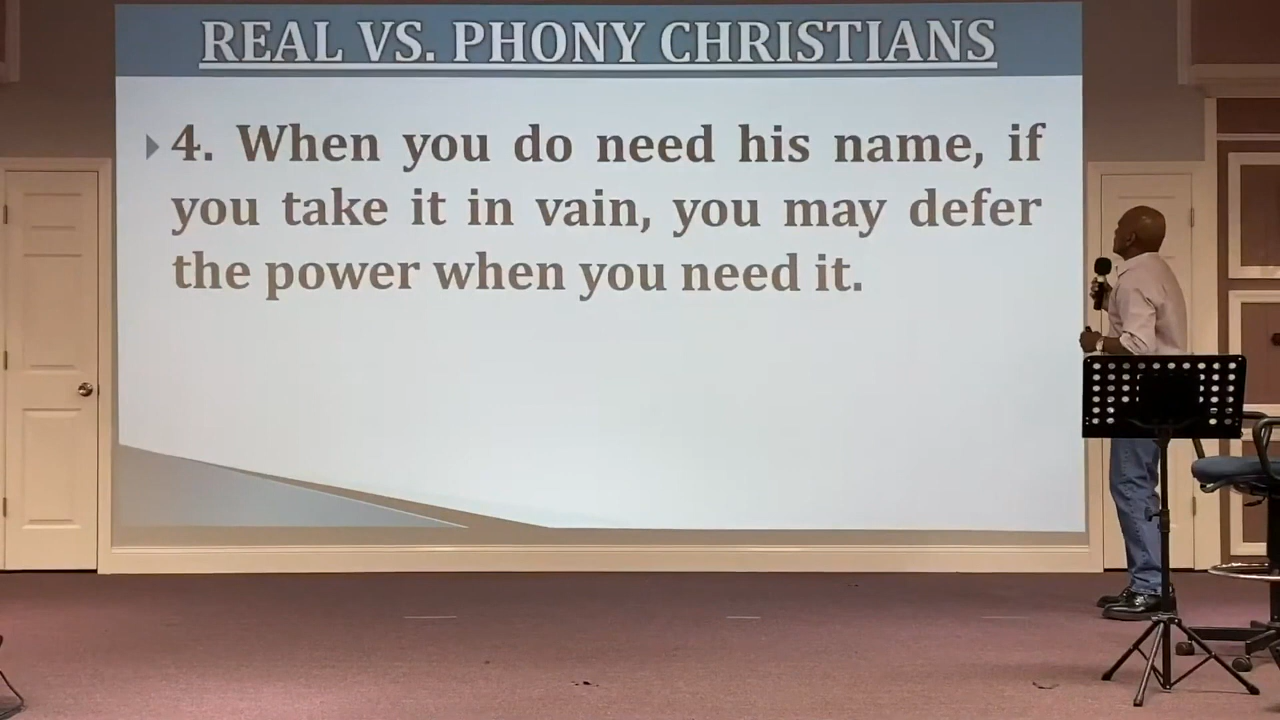 REAL VS. PHONY CHRISTIANS
4. When you do need his name, if
you take it in vain, you may defer
the power when you need it.